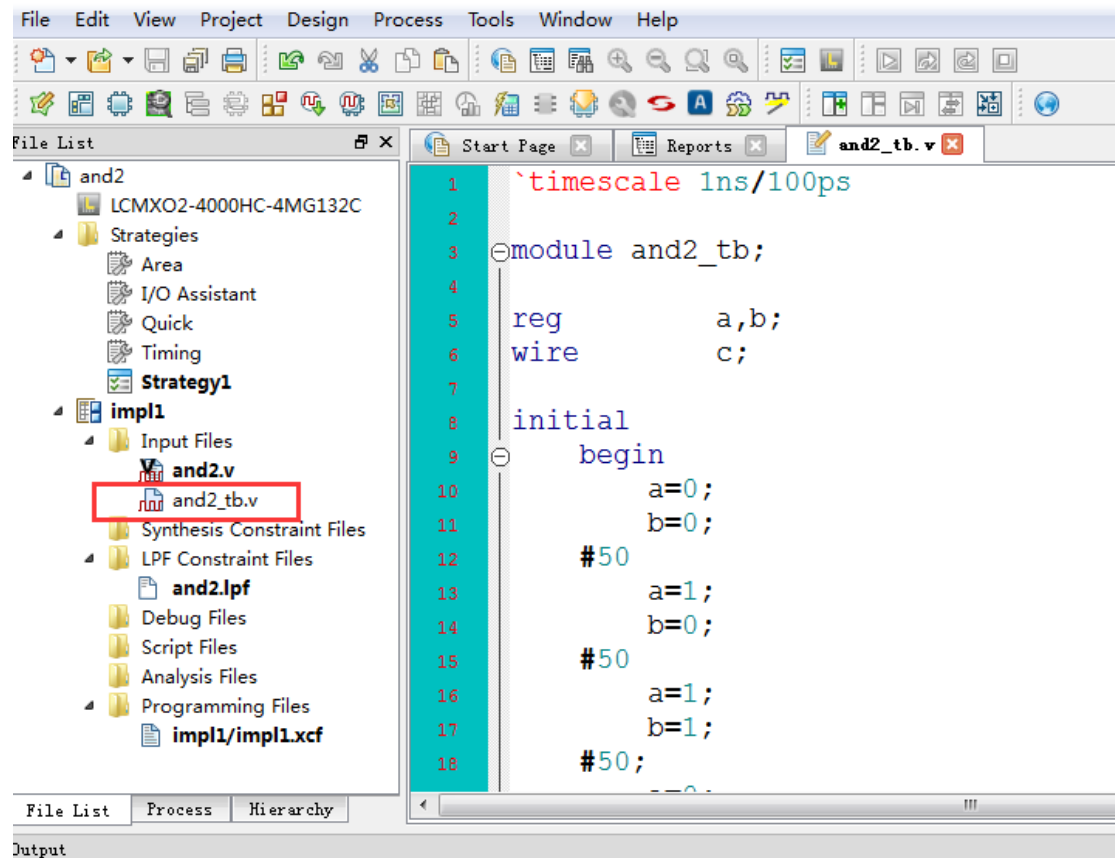 File Edit View Project Design Process Tools Window Help
File List
Start Page
Reports
and2_tb.v
and2
LCMXO2-4000HC-4MG132C
Strategies
Area
I/O Assistant
Quick
Timing
Strategy1
impl1
Input Files
and2.v
and2_tb.v
Synthesis Constraint Files
LPF Constraint Files
and2.lpf
Debug Files
Script Files
Analysis Files
Programming Files
impl1/impl1.xcf
1 `timescale 1ns/100ps
2
3 module and2_tb;
4
5 reg a,b;
6 wire c;
7
8 initial
9 begin
10 a=0;
11 b=0;
12 #50
13 a=1;
14 b=0;
15 #50
16 a=1;
17 b=1;
18 #50;
File List Process Hierarchy
Output